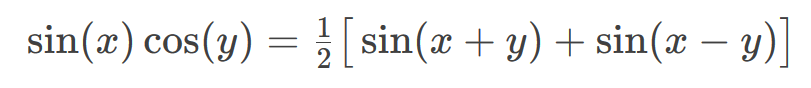 sin(x) cos(y) = ½[ sin(x + y) + sin(x − y)]